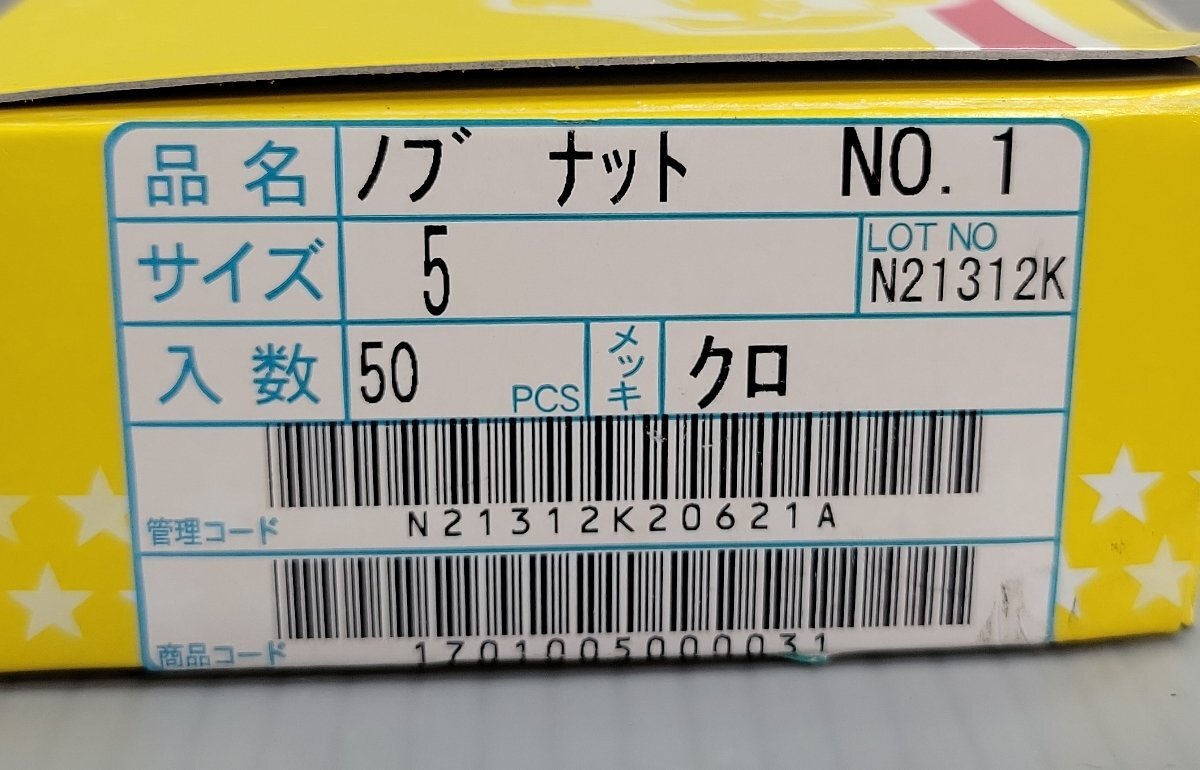 品名 ノブ ナット NO.1
サイズ 5 LOT NO
N21312K
入数 50 PCS メッキ クロ
管理コード N21312K20621A
商品コード 1701005000031